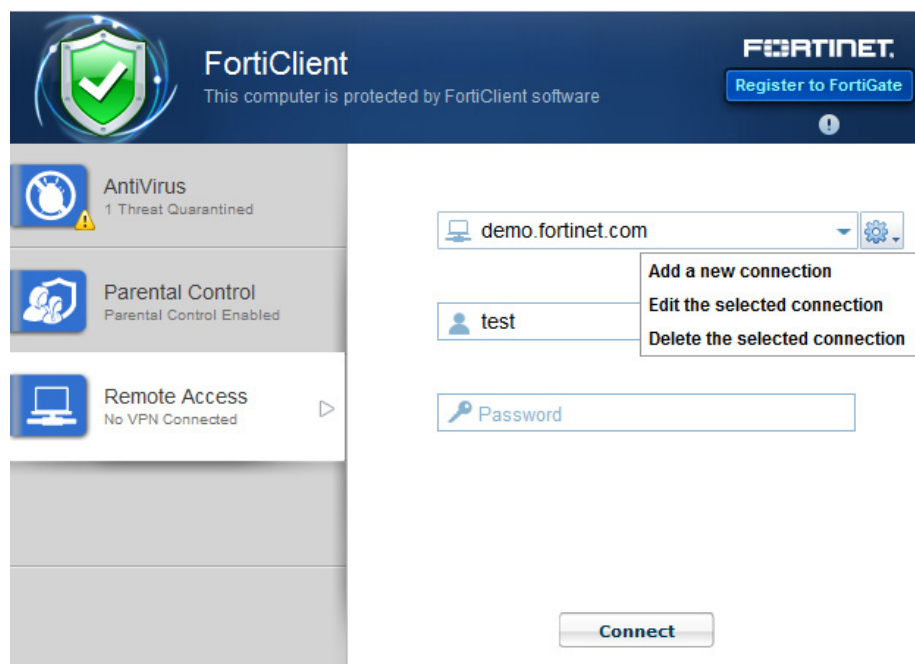 FortiClient
This computer is protected by FortiClient software
FORTINET
Register to FortiGate
AntiVirus
1 Threat Quarantined
Parental Control
Parental Control Enabled
Remote Access
No VPN Connected
demo.fortinet.com
Add a new connection
Edit the selected connection
Delete the selected connection
test
Password
Connect